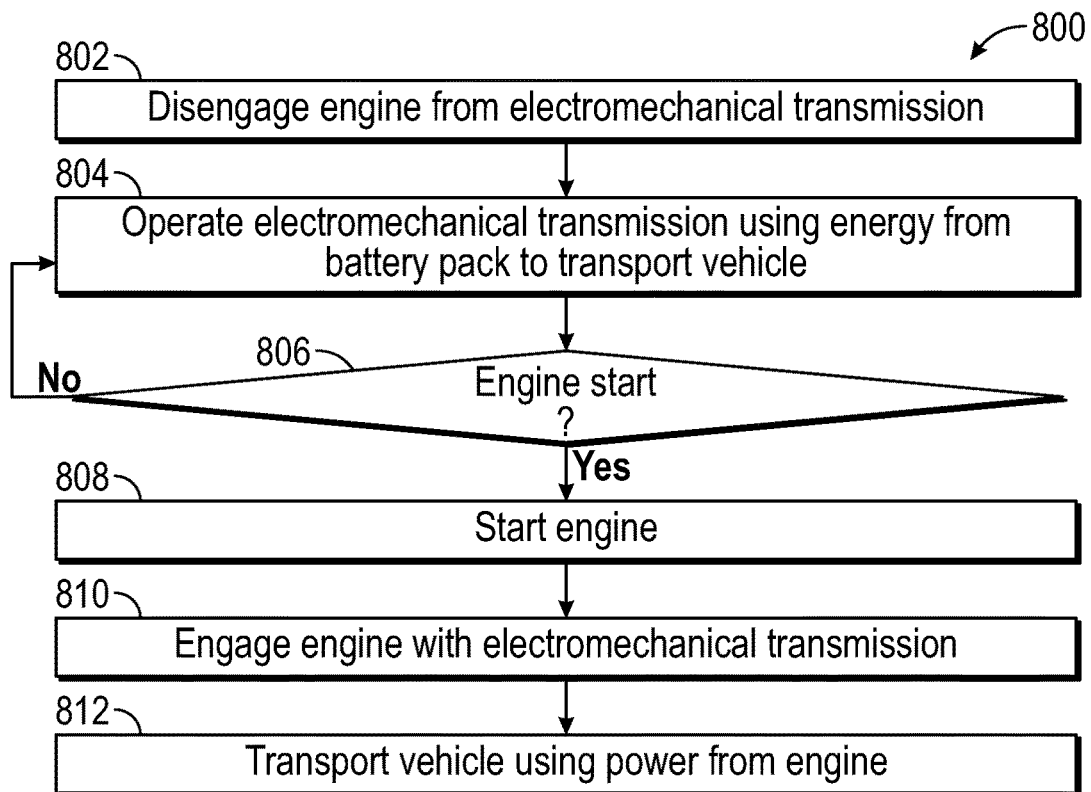 800
802
Disengage engine from electromechanical transmission
804
Operate electromechanical transmission using energy from
battery pack to transport vehicle
806
No
Engine start
?
Yes
808
Start engine
810
Engage engine with electromechanical transmission
812
Transport vehicle using power from engine